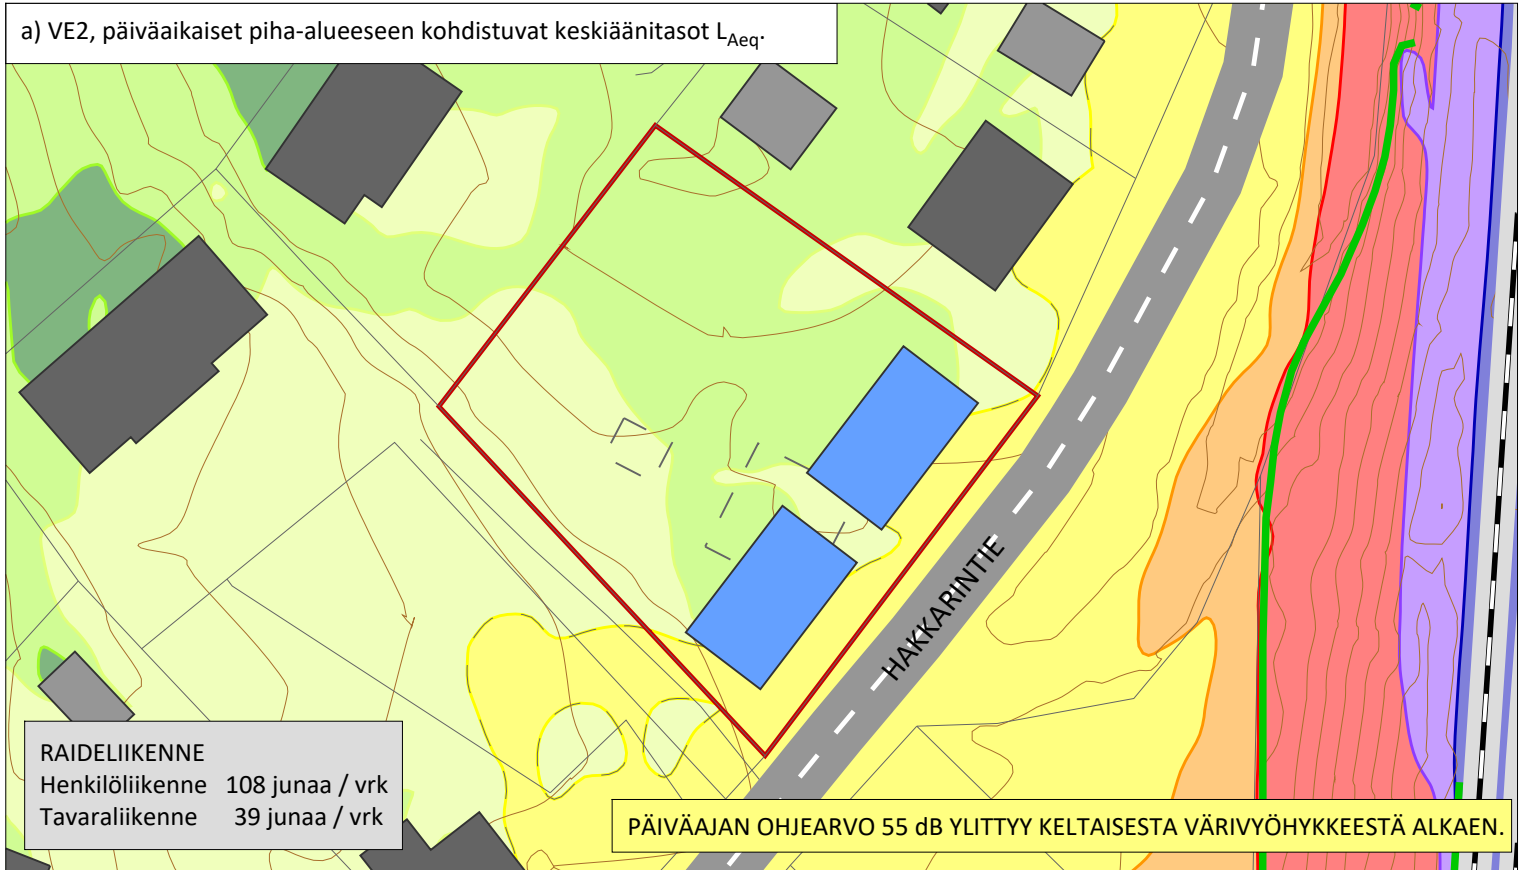 a) VE2, päiväaikaiset piha-alueeseen kohdistuvat keskiäänitasot LAeq.
HAKKARINTIE
RAIDELIIKENNE
Henkilöliikenne 108 junaa / vrk
Tavaraliikenne 39 junaa / vrk
PÄIVÄAJAN OHJEARVO 55 dB YLITTYY KELTAISESTA VÄRIVYÖHYKKEESTÄ ALKAEN.